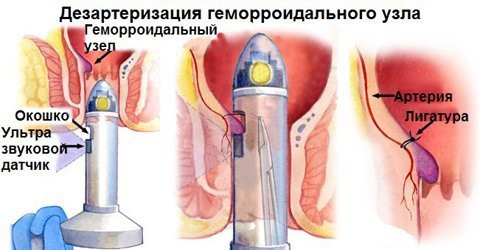 Дезартеризация геморроидального узла
Геморроидальный
узел
Окошко
Ультра
звуковой
датчик
Артерия
Лигатура